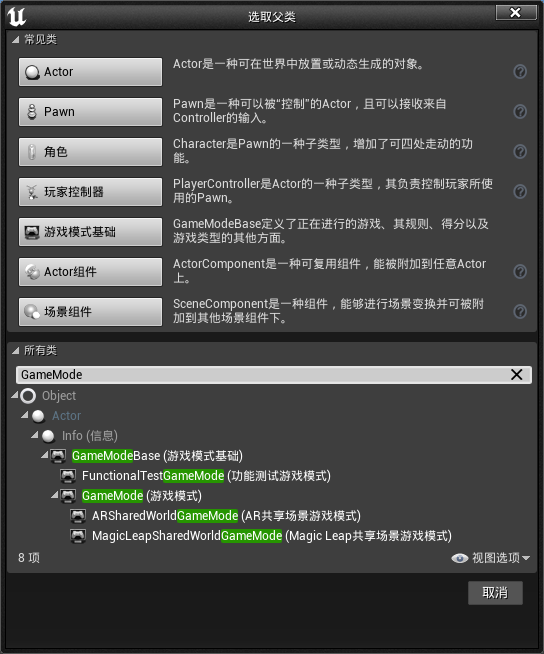 选取父类
常见类
Actor
Actor是一种可在世界中放置或动态生成的对象。
Pawn
Pawn是一种可以被“控制”的Actor，且可以接收来自
Controller的输入。
角色
Character是Pawn的一种子类型，增加了可四处走动的功
能。
玩家控制器
PlayerController是Actor的一种子类型，其负责控制玩家所使
用的Pawn。
游戏模式基础
GameModeBase定义了正在进行的游戏、其规则、得分以及
游戏类型的其他方面。
Actor组件
ActorComponent是一种可复用组件，能被附加到任意Actor
上。
场景组件
SceneComponent是一种组件，能够进行场景变换并可被附
加到其他场景组件下。
所有类
GameMode
Object
Actor
Info (信息)
GameModeBase (游戏模式基础)
FunctionalTestGameMode (功能测试游戏模式)
GameMode (游戏模式)
ARSharedWorldGameMode (AR共享场景游戏模式)
MagicLeapSharedWorldGameMode (Magic Leap共享场景游戏模式)
8 项
视图选项
取消